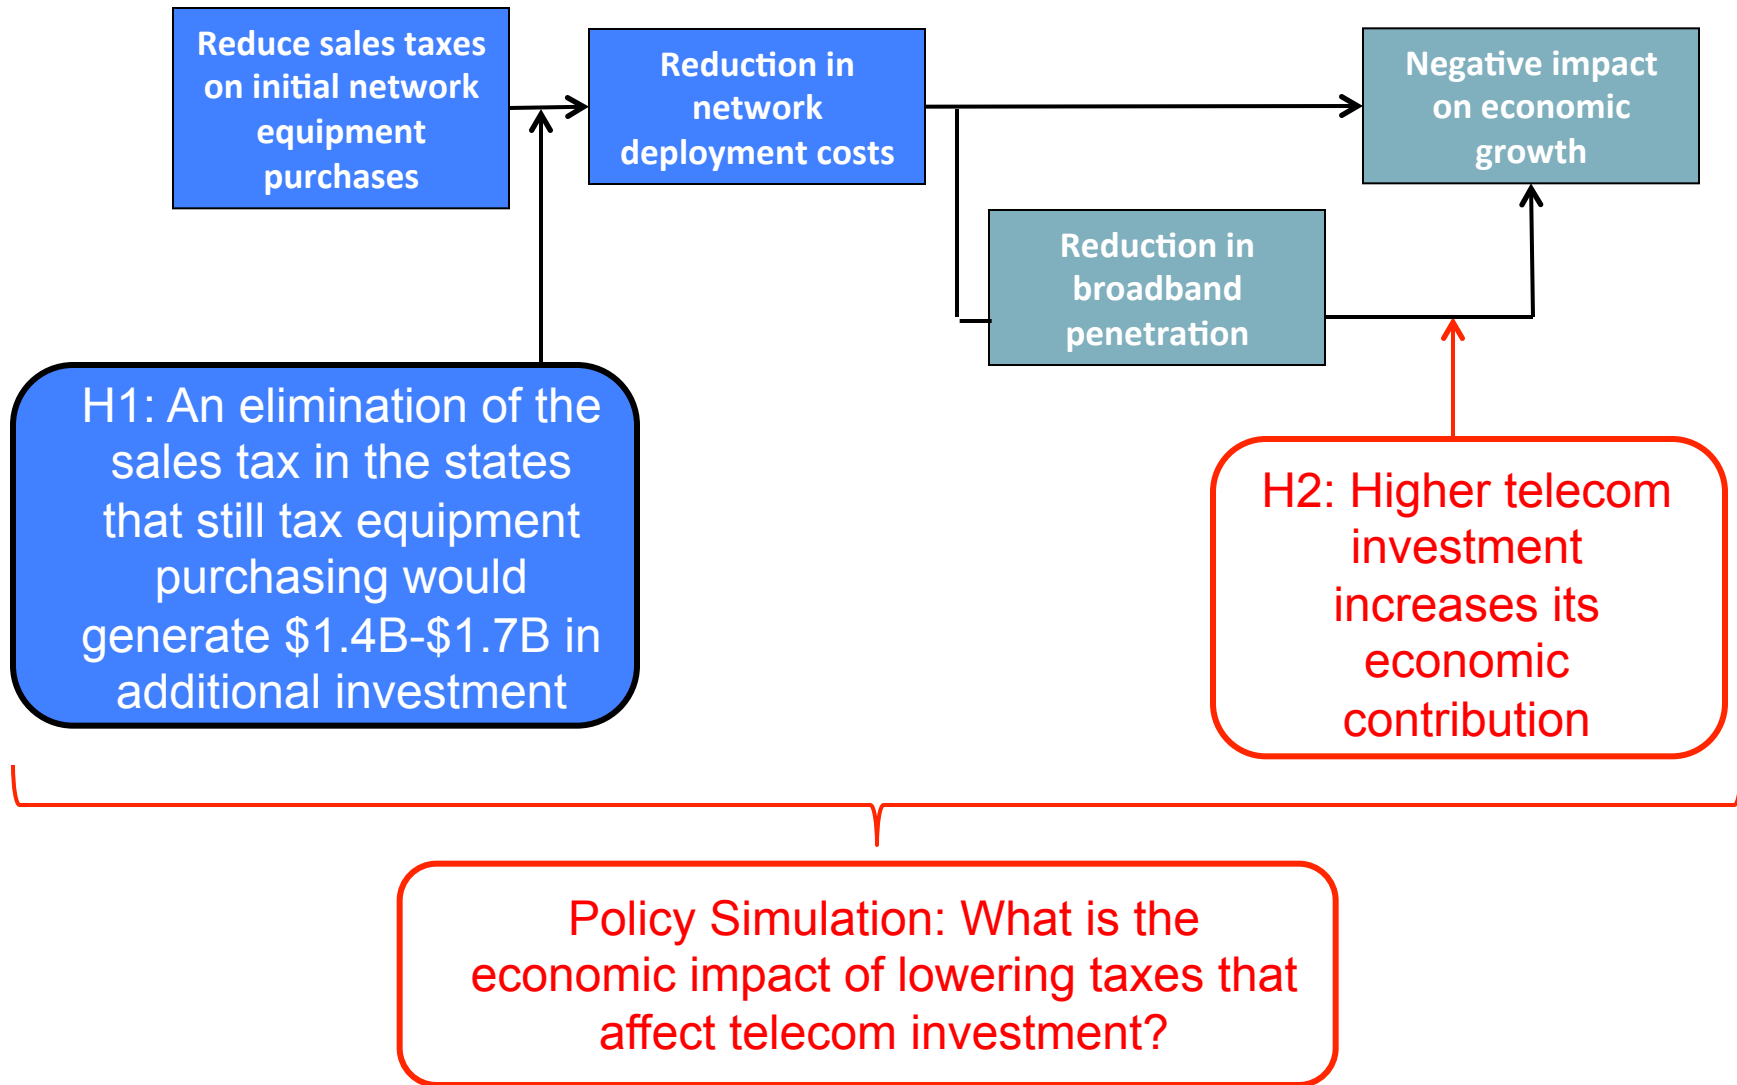 Reduce sales taxes
on initial network
equipment
purchases
Reduction in
network
deployment costs
Negative impact
on economic
growth
Reduction in
broadband
penetration
H1: An elimination of the
sales tax in the states
that still tax equipment
purchasing would
generate $1.4B-$1.7B in
additional investment
H2: Higher telecom
investment
increases its
economic
contribution
Policy Simulation: What is the
economic impact of lowering taxes that
affect telecom investment?